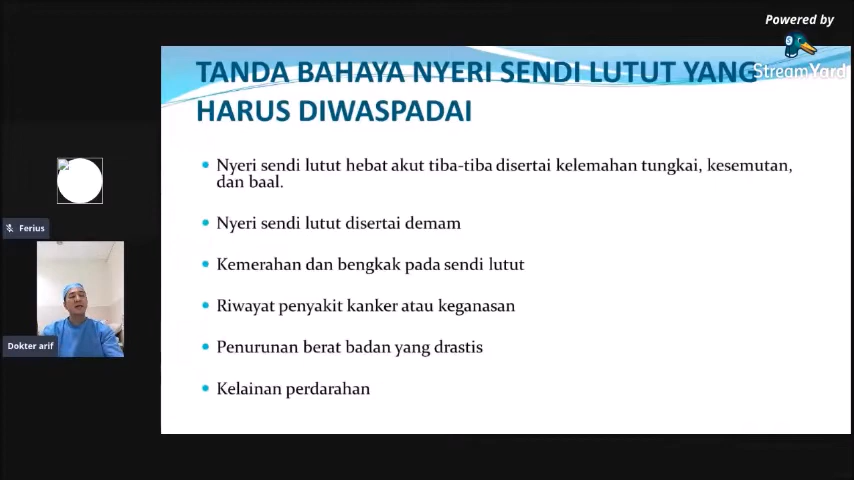 Powered by
StreamYard
TANDA BAHAYA NYERI SENDI LUTUT YANG
HARUS DIWASPADAI
Nyeri sendi lutut hebat akut tiba-tiba disertai kelemahan tungkai, kesemutan,
dan baal.
Nyeri sendi lutut disertai demam
Kemerahan dan bengkak pada sendi lutut
Riwayat penyakit kanker atau keganasan
Penurunan berat badan yang drastis
Kelainan perdarahan
Ferius
Dokter arif